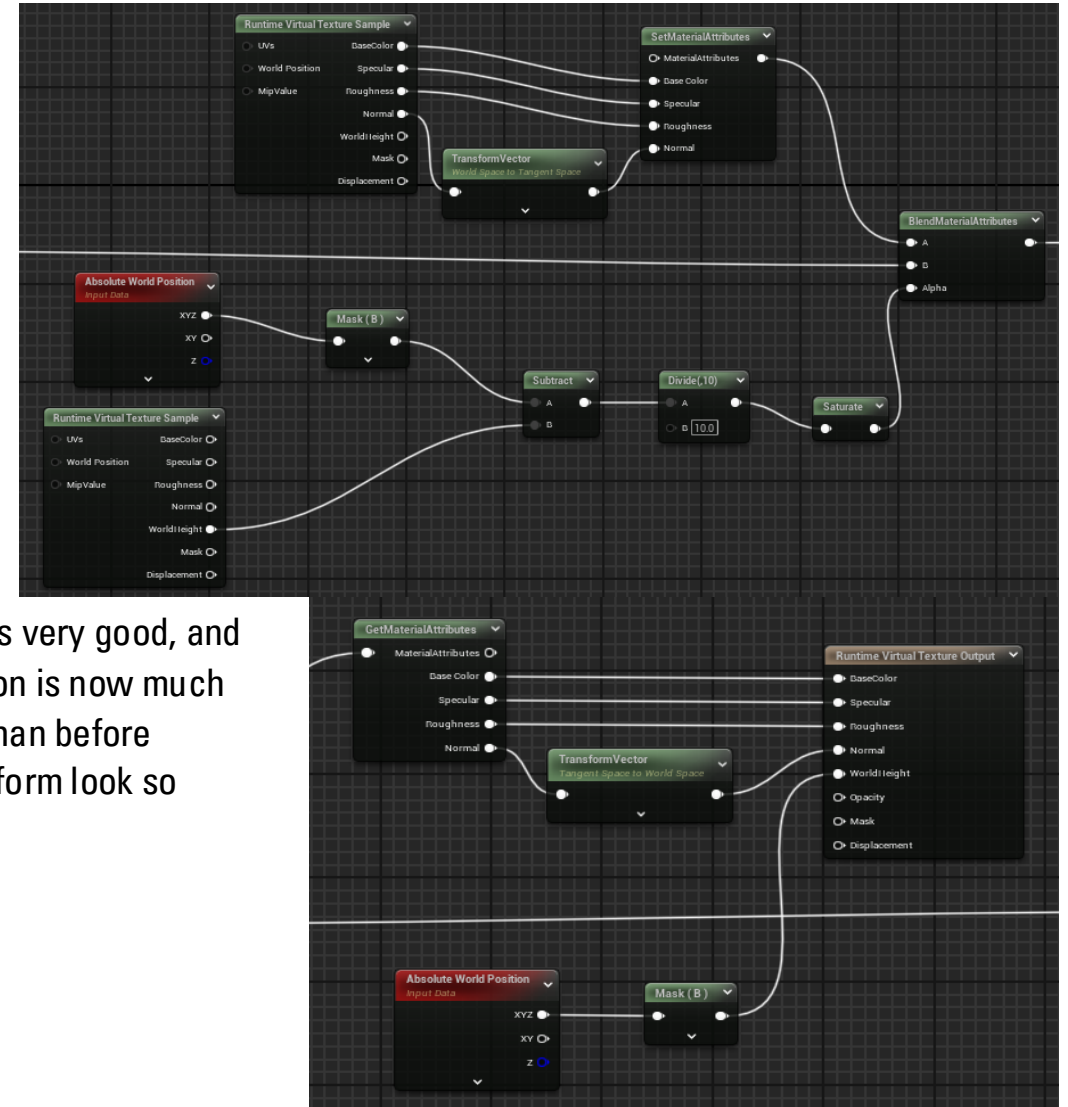 Runtime Virtual Texture Sample
UVs BaseColor
World Position Specular
MipValue Roughness
Normal
WorldHeight
Mask
Displacement
TransformVector
World Space to Tangent Space
SetMaterialAttributes
MaterialAttributes
Base Color
Specular
Roughness
Normal
BlendMaterialAttributes
A
B
Alpha
Absolute World Position
Input Data
XYZ
XY
Z
Mask ( B )
Subtract
A
B
Divide(,10)
A
B 10.0
Saturate
Runtime Virtual Texture Sample
UVs BaseColor
World Position Specular
MipValue Roughness
Normal
WorldHeight
Mask
Displacement
s very good, and
on is now much
han before
form look so
GetMaterialAttributes
MaterialAttributes
Base Color
Specular
Roughness
Normal
TransformVector
Tangent Space to World Space
Runtime Virtual Texture Output
BaseColor
Specular
Roughness
Normal
WorldHeight
Opacity
Mask
Displacement
Absolute World Position
Input Data
XYZ
XY
Z
Mask ( B )